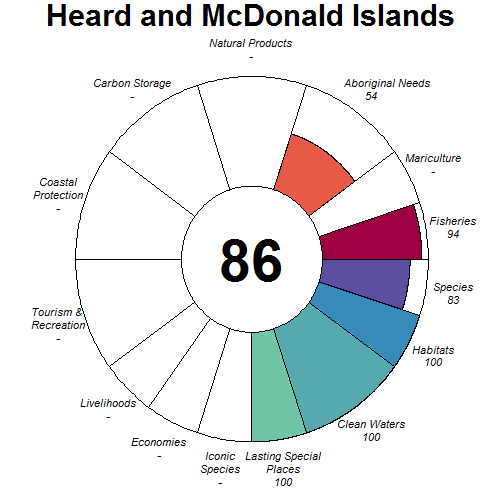 Heard and McDonald Islands
Natural Products
-
Carbon Storage
-
Aboriginal Needs
54
Mariculture
-
Coastal
Protection
-
Fisheries
94
86
Species
83
Tourism &
Recreation
-
Habitats
100
Livelihoods
-
Clean Waters
100
Economies
-
Iconic
Species
-
Lasting Special
Places
100